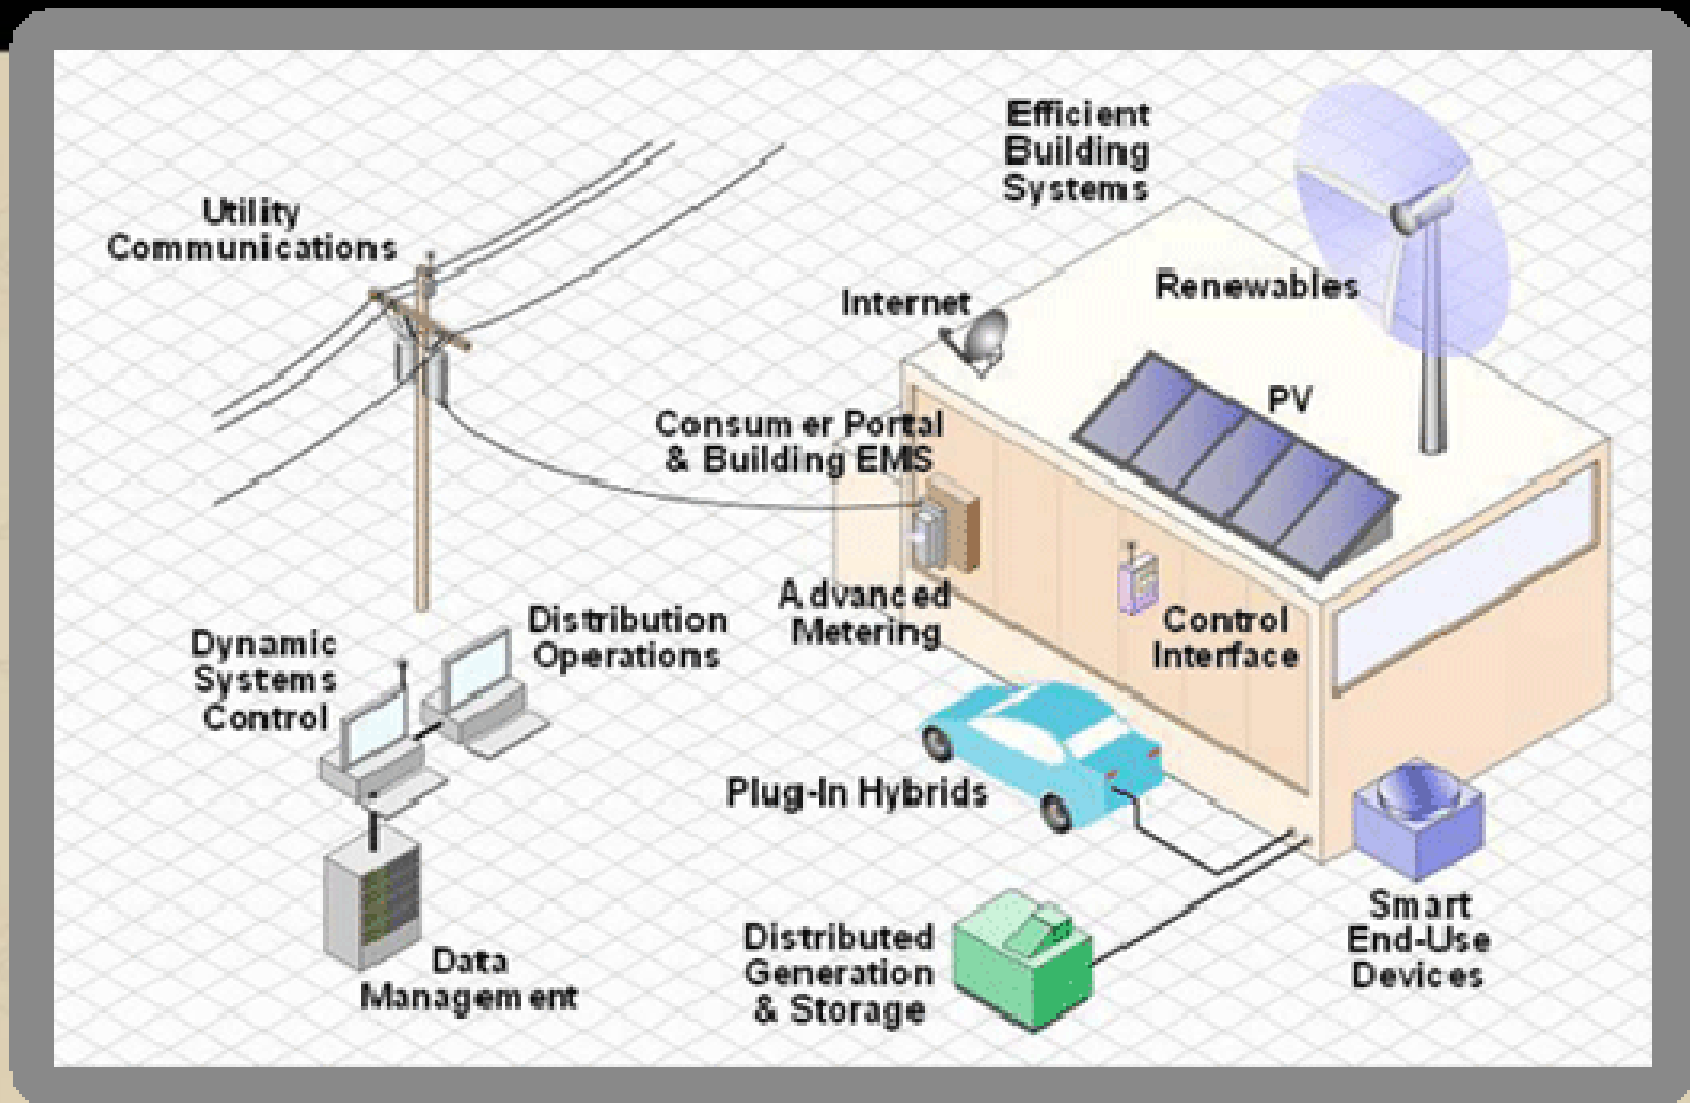 Efficient
Building
Systems
Utility
Communications
Renewables
Internet
PV
Consumer Portal
& Building EMS
Advanced
Metering
Control
Interface
Distribution
Operations
Dynamic
Systems
Control
Plug-In Hybrids
Smart
End-Use
Devices
Distributed
Generation
& Storage
Data
Management